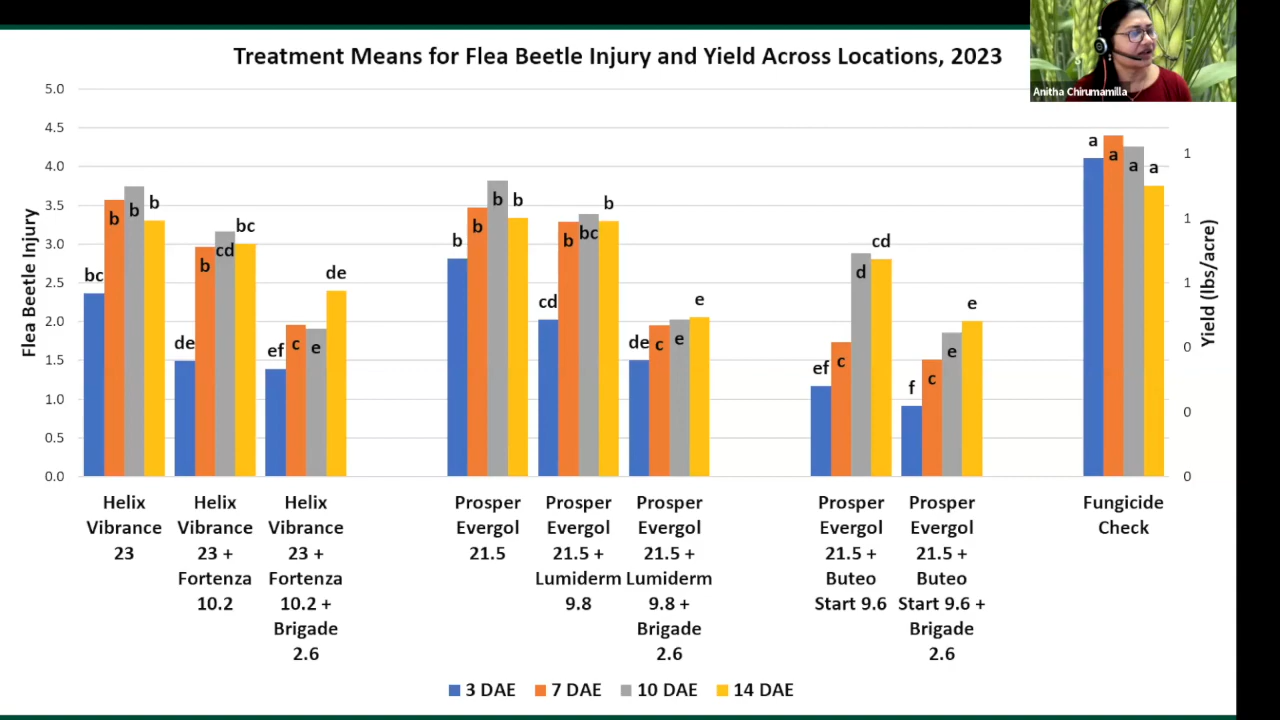 Treatment Means for Flea Beetle Injury and Yield Across Locations, 2023
Anitha Chirumamilla
Flea Beetle Injury
5.0
4.5
4.0
3.5
3.0
2.5
2.0
1.5
1.0
0.5
0.0
bc
b
b
b
de
b
cd
bc
ef
c
e
de
b
b
b
b
cd
b
bc
b
de
c
e
e
ef
c
d
cd
f
c
e
e
a
a
a
a
1
1
1
0
0
0
Yield (lbs/acre)
Helix
Vibrance
23
Helix
Vibrance
23 +
Fortenza
10.2
Helix
Vibrance
23 +
Fortenza
10.2 +
Brigade
2.6
Prosper
Evergol
21.5
Prosper
Evergol
21.5 +
Lumiderm
9.8
Prosper
Evergol
21.5 +
Lumiderm
9.8 +
Brigade
2.6
Prosper
Evergol
21.5 +
Buteo
Start 9.6
Prosper
Evergol
21.5 +
Buteo
Start 9.6 +
Brigade
2.6
Fungicide
Check
3 DAE
7 DAE
10 DAE
14 DAE